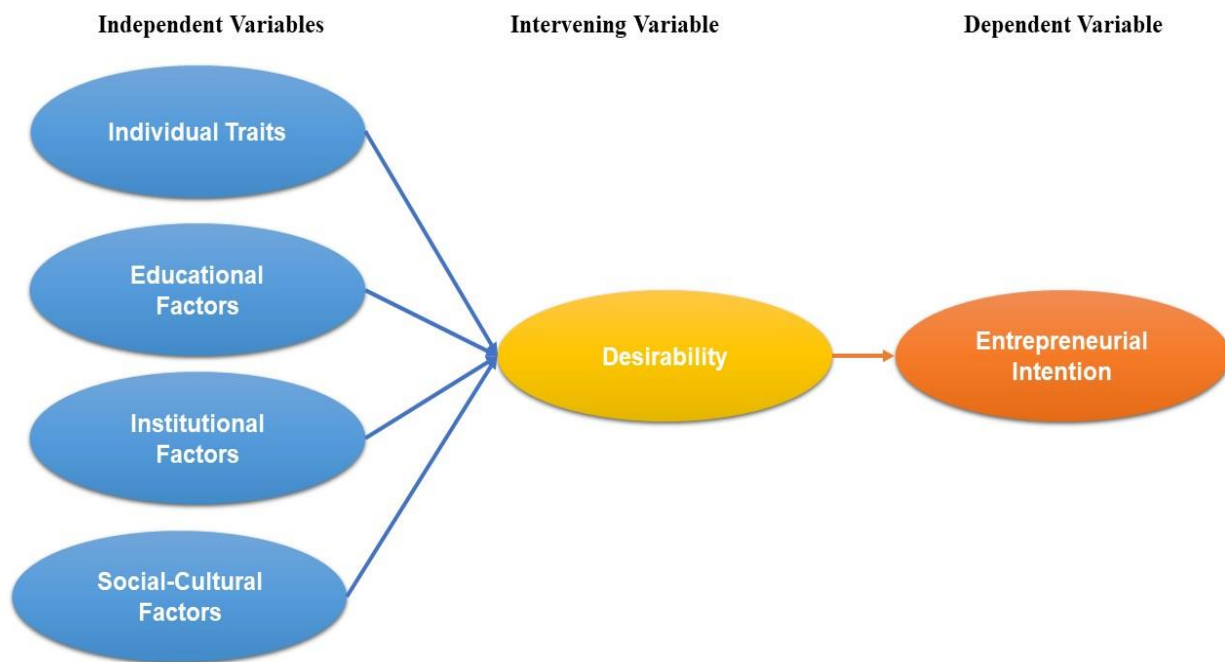 Independent Variables
Intervening Variable
Dependent Variable
Individual Traits
Educational
Factors
Institutional
Factors
Social-Cultural
Factors
Desirability
Entrepreneurial
Intention